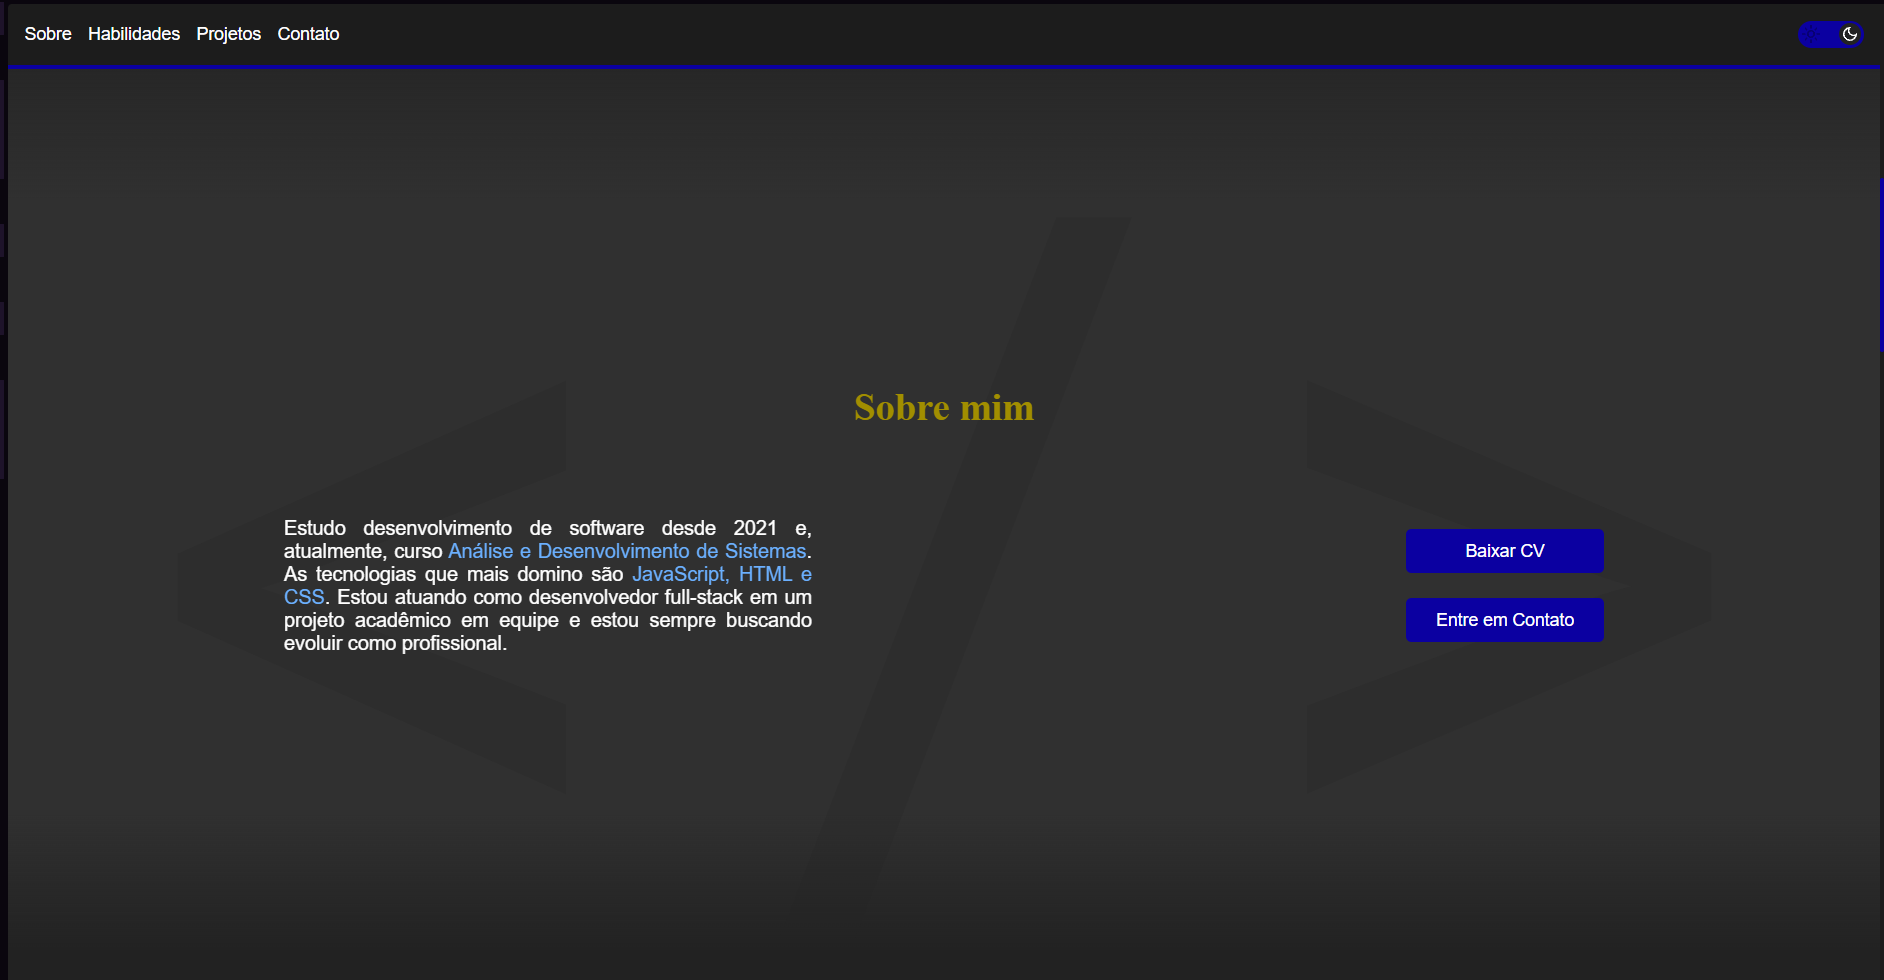 Sobre Habilidades Projetos Contato
Sobre mim
Estudo desenvolvimento de software desde 2021 e,
atualmente, curso Análise e Desenvolvimento de Sistemas.
As tecnologias que mais domino são JavaScript, HTML e
CSS. Estou atuando como desenvolvedor full-stack em um
projeto acadêmico em equipe e estou sempre buscando
evoluir como profissional.
Baixar CV
Entre em Contato